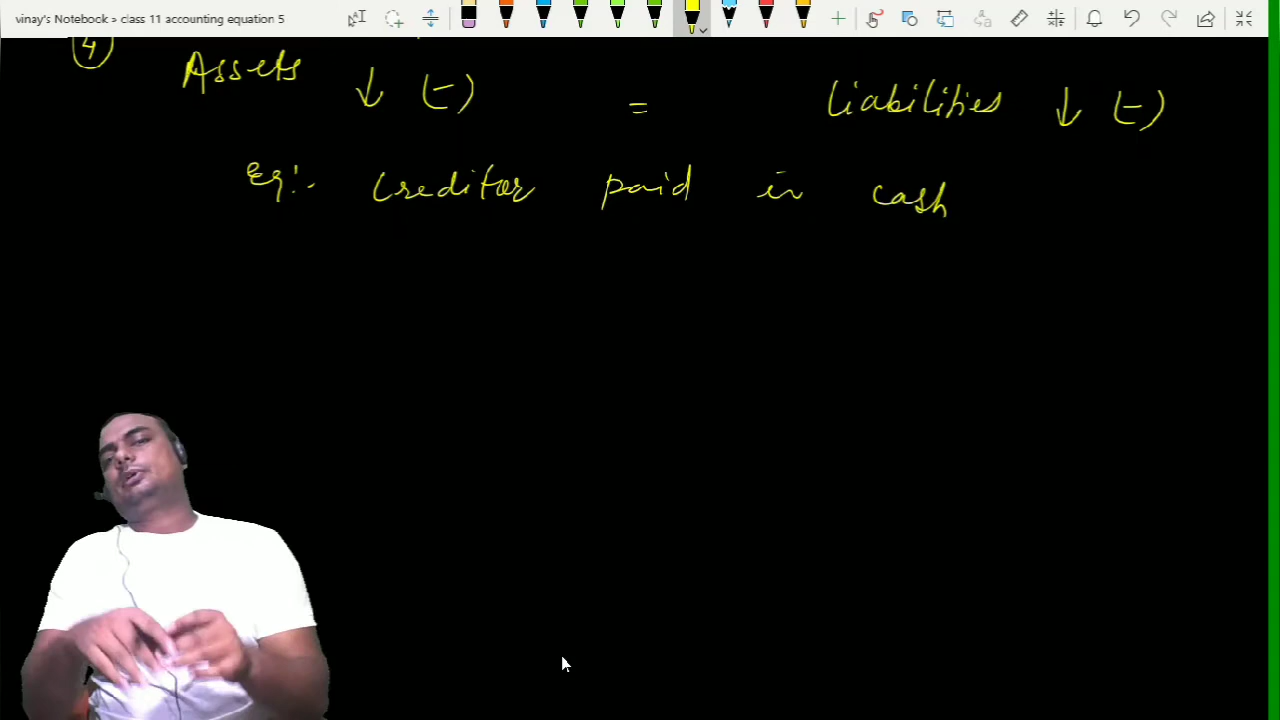 vinay's Notebook > class 11 accounting equation 5
④ Assets ↓ (-) = liabilities ↓ (-)
Eg:- creditor paid in cash